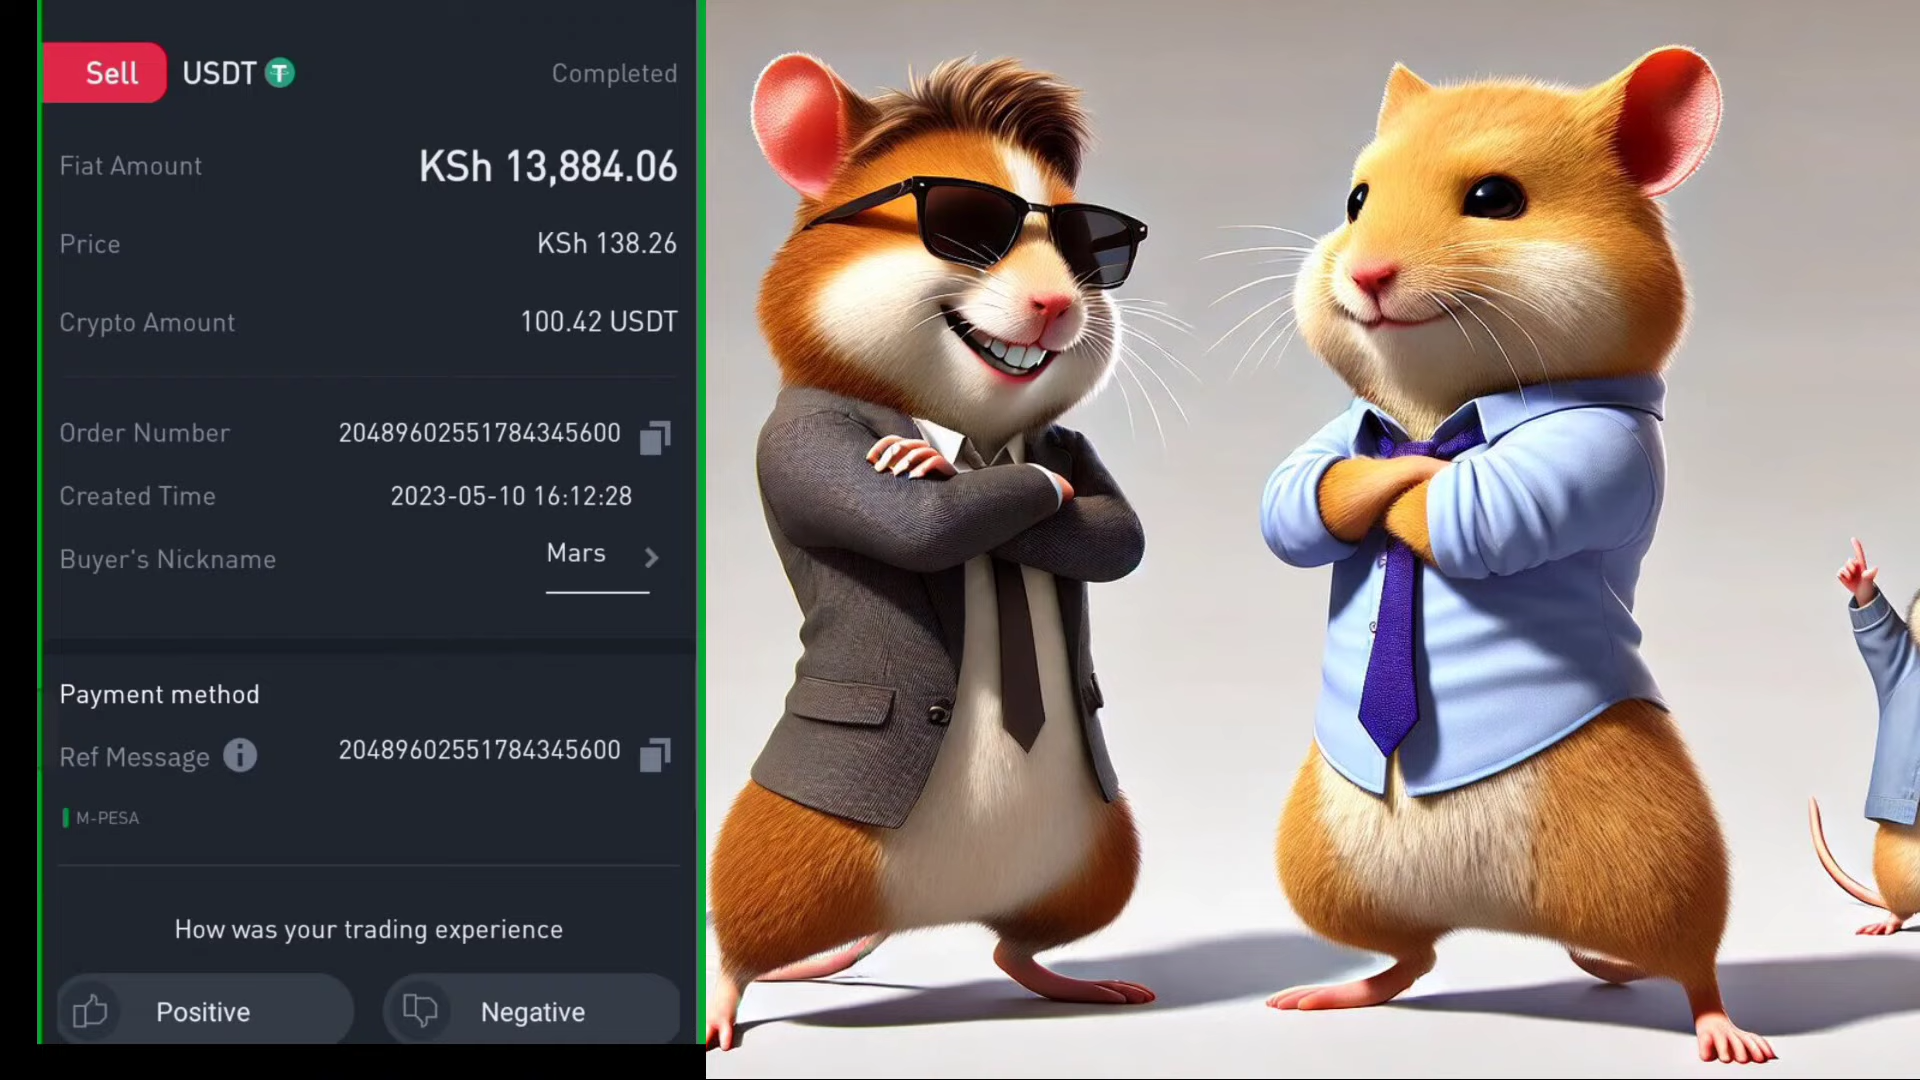 Sell USDT Completed
Fiat Amount KSh 13,884.06
Price KSh 138.26
Crypto Amount 100.42 USDT
Order Number 20489602551784345600
Created Time 2023-05-10 16:12:28
Buyer's Nickname Mars
Payment method
Ref Message 20489602551784345600
M-PESA
How was your trading experience
Positive Negative